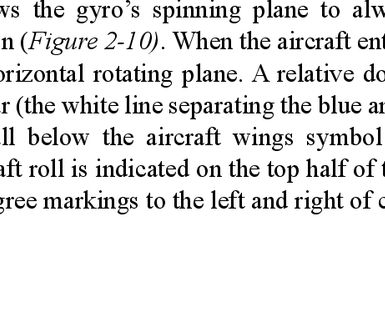 ws the gyro's spinning plane to alw
n (Figure 2-10). When the aircraft ent
orizontal rotating plane. A relative do
r (the white line separating the blue an
ll below the aircraft wings symbol
aft roll is indicated on the top half of t
gree markings to the left and right of c